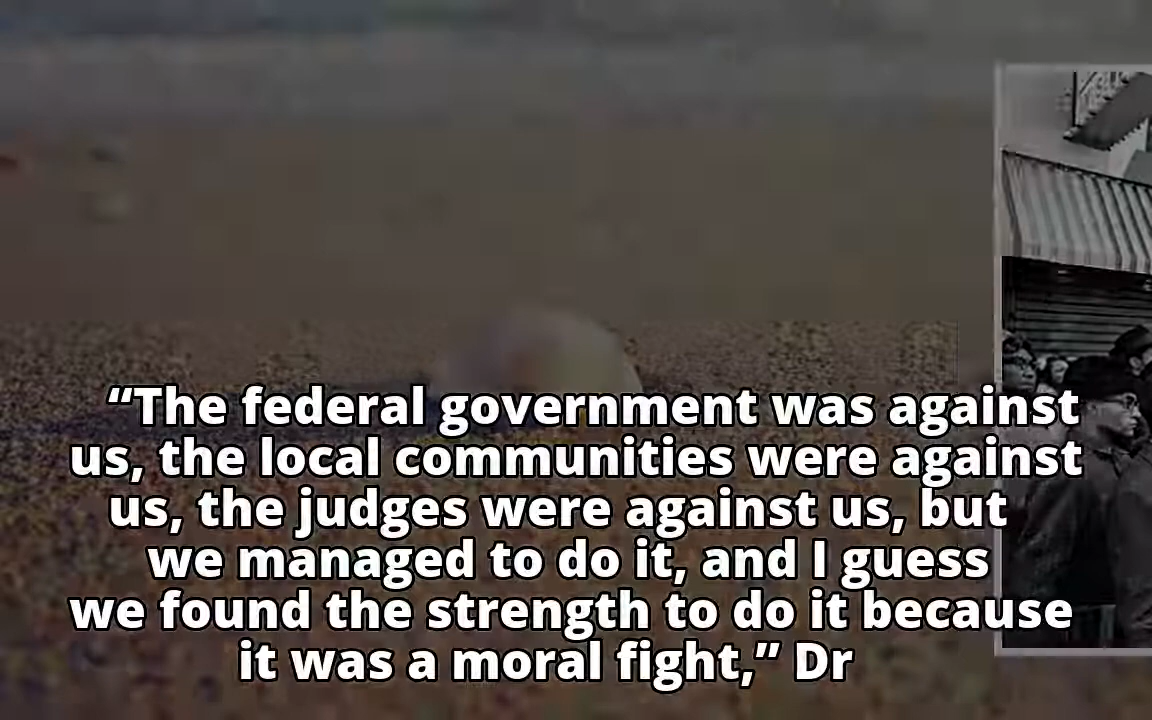 “The federal government was against
us, the local communities were against
us, the judges were against us, but
we managed to do it, and I guess
we found the strength to do it because
it was a moral fight,” Dr